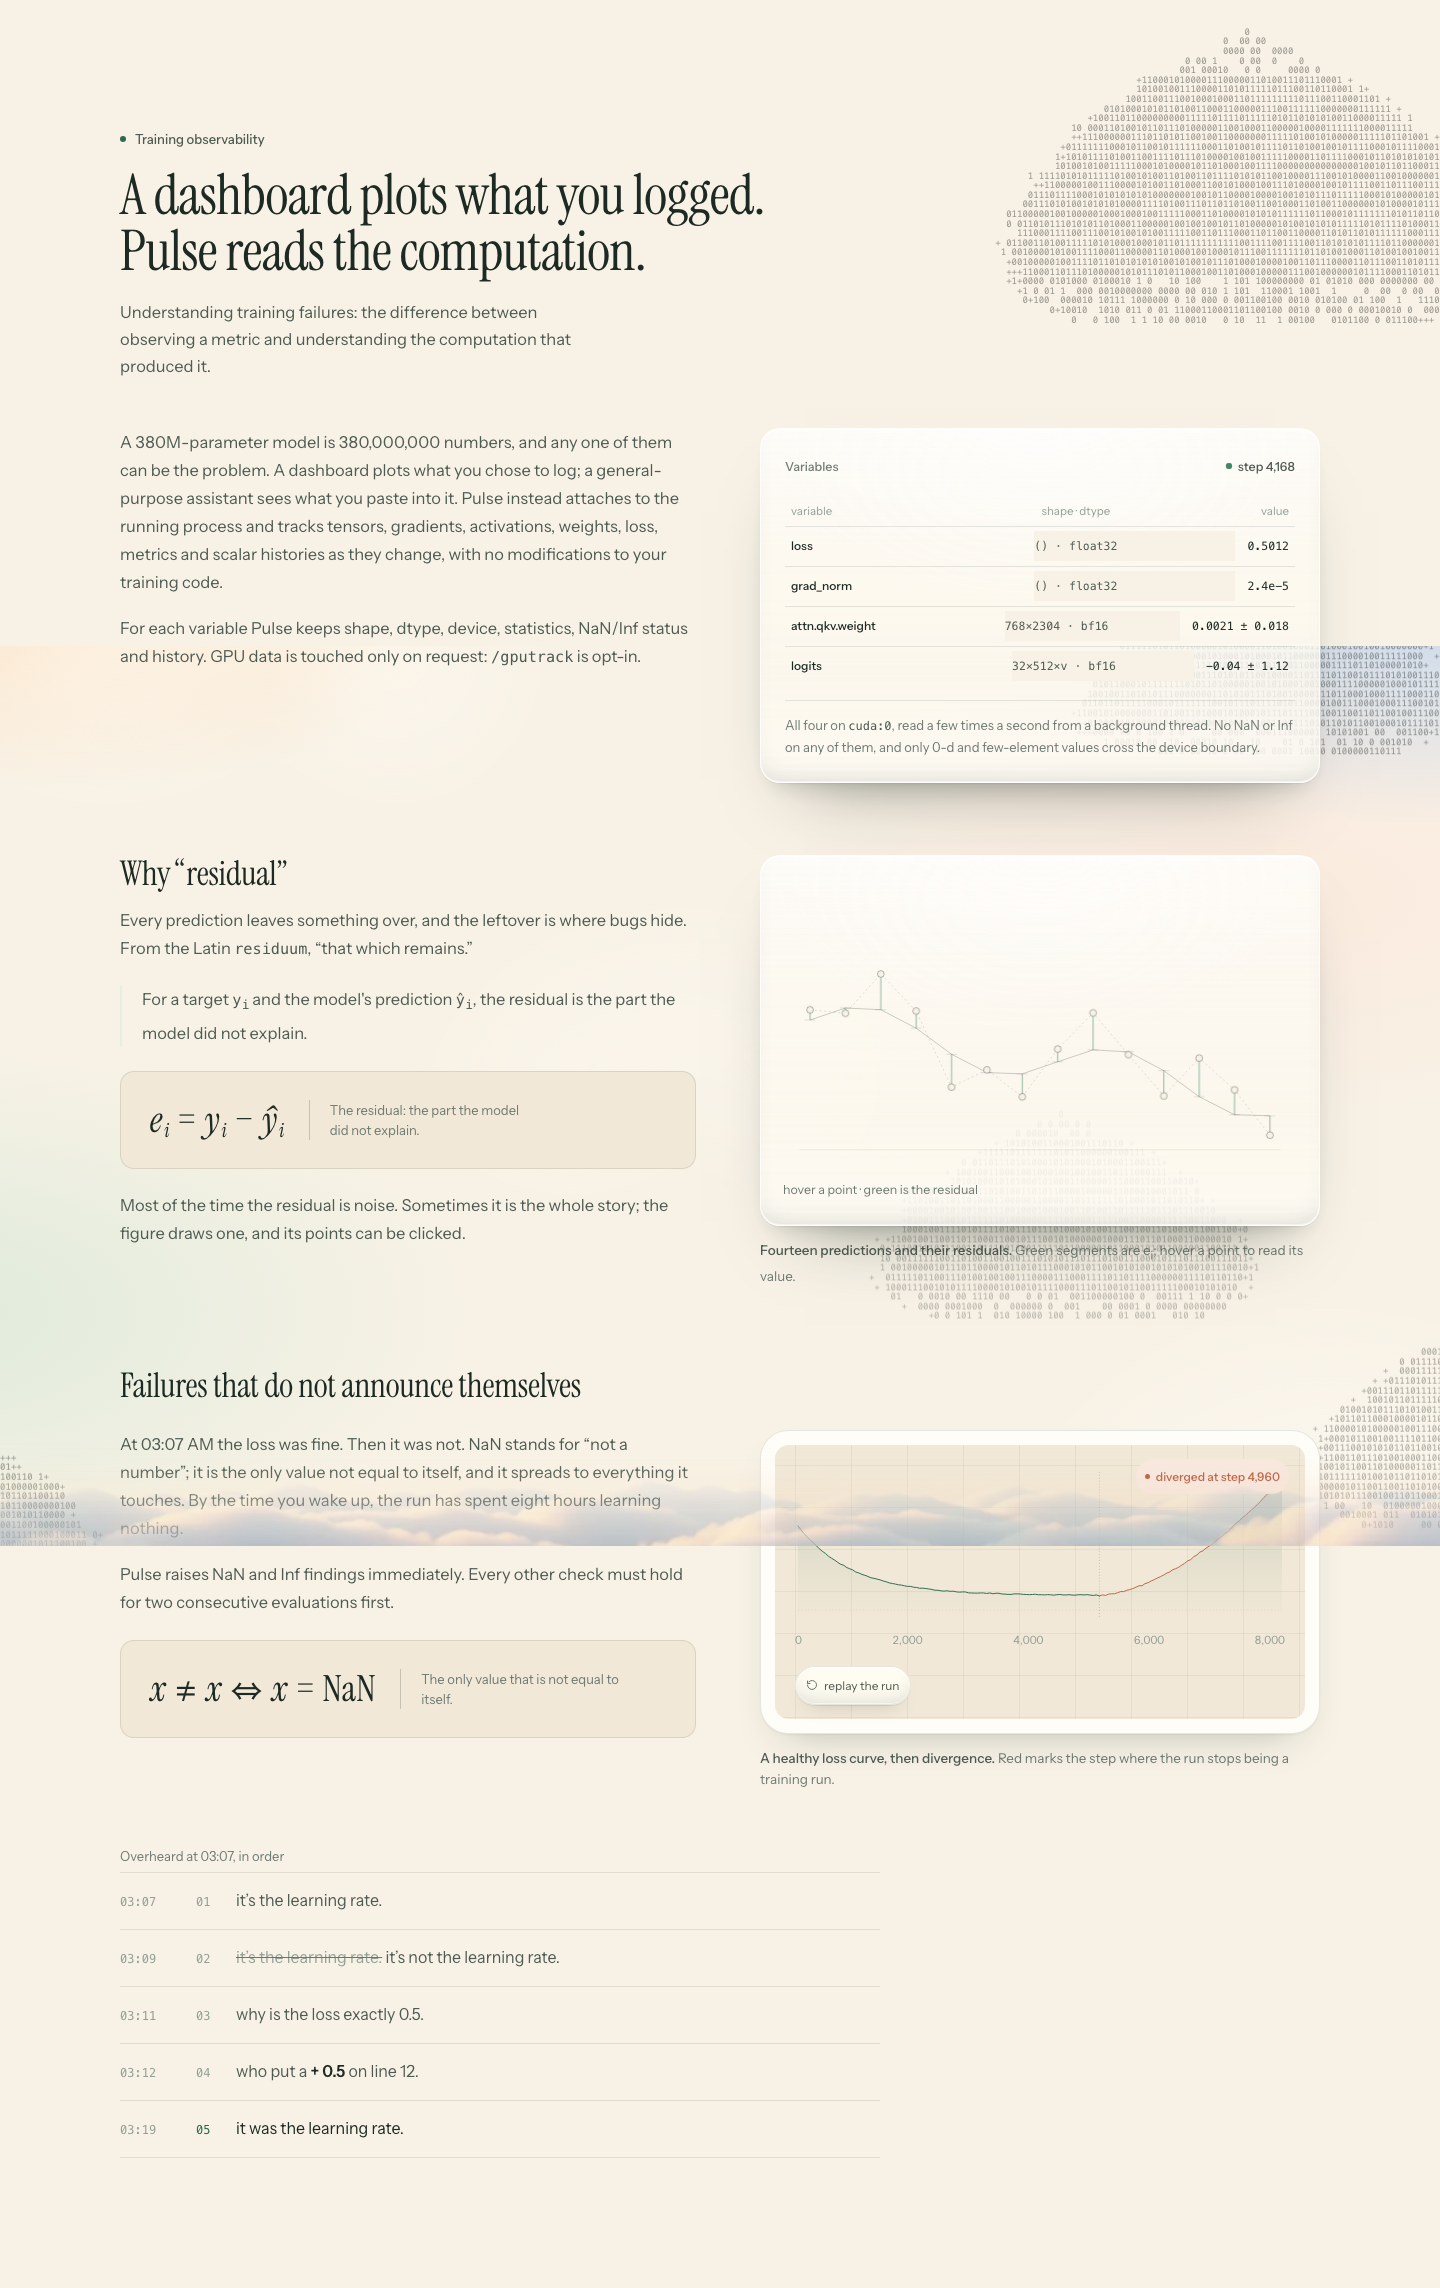 Training observability
A dashboard plots what you logged.
Pulse reads the computation.
Understanding training failures: the difference between
observing a metric and understanding the computation that
produced it.
A 380M-parameter model is 380,000,000 numbers, and any one of them
can be the problem. A dashboard plots what you chose to log; a general-
purpose assistant sees what you paste into it. Pulse instead attaches to the
running process and tracks tensors, gradients, activations, weights, loss,
metrics and scalar histories as they change, with no modifications to your
training code.
For each variable Pulse keeps shape, dtype, device, statistics, NaN/Inf status
and history. GPU data is touched only on request: /gputrack is opt-in.
Variables
step 4,168
variable shape · dtype value
loss () · float32 0.5012
grad_norm () · float32 2.4e−5
attn.qkv.weight 768×2304 · bf16 0.0021 ± 0.018
logits 32×512×v · bf16 −0.04 ± 1.12
All four on cuda:0, read a few times a second from a background thread. No NaN or Inf
on any of them, and only 0-d and few-element values cross the device boundary.
Why “residual”
Every prediction leaves something over, and the leftover is where bugs hide.
From the Latin residuum, “that which remains.”
For a target yᵢ and the model's prediction ŷᵢ, the residual is the part the
model did not explain.
eᵢ = yᵢ − ŷᵢ
The residual: the part the model
did not explain.
Most of the time the residual is noise. Sometimes it is the whole story; the
figure draws one, and its points can be clicked.
hover a point · green is the residual
Fourteen predictions and their residuals. Green segments are eᵢ; hover a point to read its
value.
Failures that do not announce themselves
At 03:07 AM the loss was fine. Then it was not. NaN stands for “not a
number”; it is the only value not equal to itself, and it spreads to everything it
touches. By the time you wake up, the run has spent eight hours learning
nothing.
Pulse raises NaN and Inf findings immediately. Every other check must hold
for two consecutive evaluations first.
x ≠ x ⇔ x = NaN
The only value that is not equal to
itself.
diverged at step 4,960
0 2,000 4,000 6,000 8,000
replay the run
A healthy loss curve, then divergence. Red marks the step where the run stops being a
training run.
Overheard at 03:07, in order
03:07 01 it’s the learning rate.
03:09 02 it’s the learning rate. it’s not the learning rate.
03:11 03 why is the loss exactly 0.5.
03:12 04 who put a + 0.5 on line 12.
03:19 05 it was the learning rate.